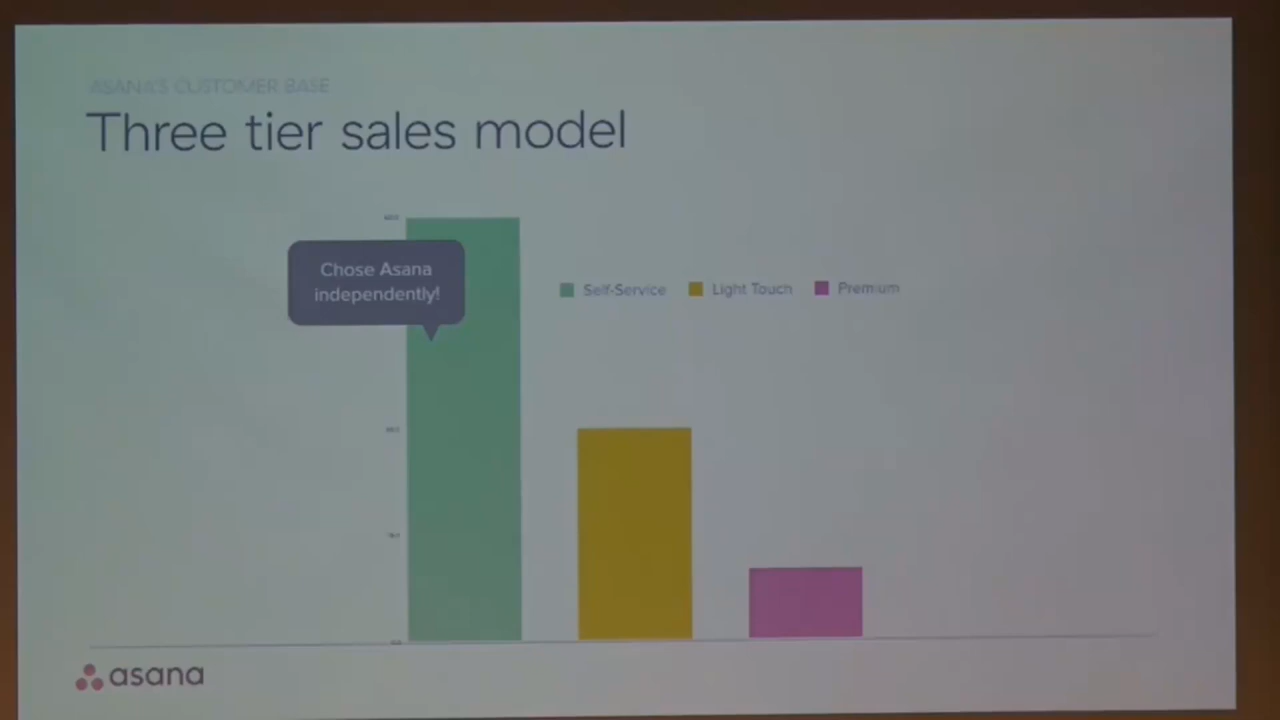 ASANA'S CUSTOMER BASE
Three tier sales model
Chose Asana
independently!
Self-Service
Light Touch
Premium
asana